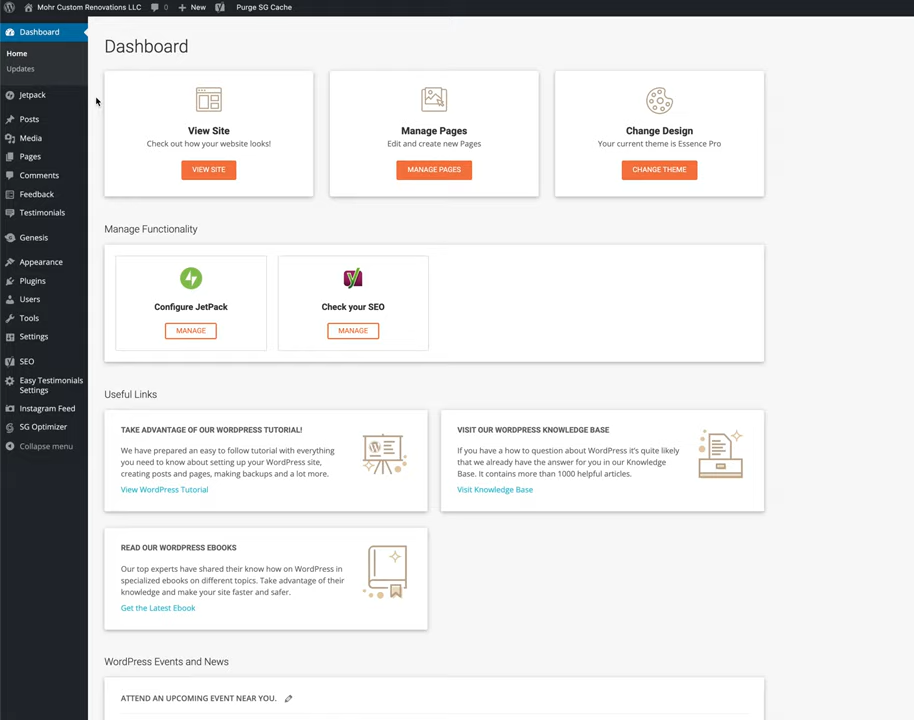 Mohr Custom Renovations LLC 0 New Purge SG Cache
Dashboard
Home
Updates
Jetpack
Posts
Media
Pages
Comments
Feedback
Testimonials
Genesis
Appearance
Plugins
Users
Tools
Settings
SEO
Easy Testimonials
Settings
Instagram Feed
SG Optimizer
Collapse menu
Dashboard
View Site
Check out how your website looks!
VIEW SITE
Manage Pages
Edit and create new Pages
MANAGE PAGES
Change Design
Your current theme is Essence Pro
CHANGE THEME
Manage Functionality
Configure JetPack
MANAGE
Check your SEO
MANAGE
Useful Links
TAKE ADVANTAGE OF OUR WORDPRESS TUTORIAL!
We have prepared an easy to follow tutorial with everything
you need to know about setting up your WordPress site,
creating posts and pages, making backups and a lot more.
View WordPress Tutorial
VISIT OUR WORDPRESS KNOWLEDGE BASE
If you have a how to question about WordPress it's quite likely
that we already have the answer for you in our Knowledge
Base. It contains more than 1000 helpful articles.
Visit Knowledge Base
READ OUR WORDPRESS EBOOKS
Our top experts have shared their know how on WordPress in
specialized ebooks on different topics. Take advantage of their
knowledge and make your site faster and safer.
Get the Latest Ebook
WordPress Events and News
ATTEND AN UPCOMING EVENT NEAR YOU.